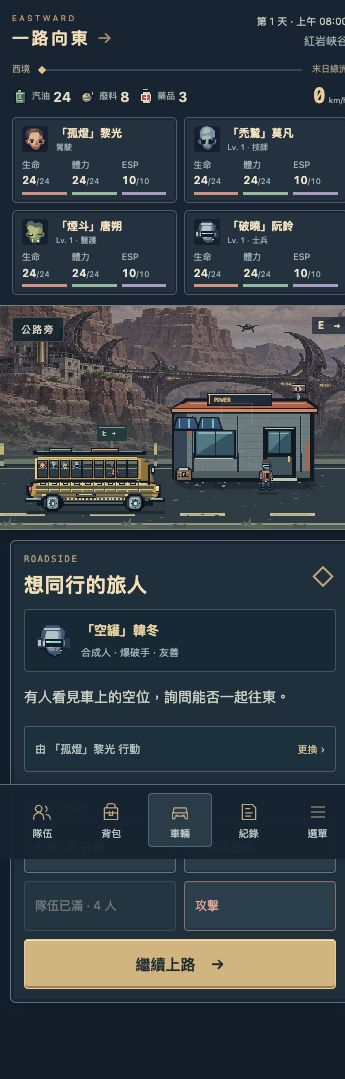 EASTWARD
一路向東 →
第 1 天 · 上午 08:00
紅岩峽谷
西境
末日綠洲
汽油 24 廢料 8 藥品 3
0 km/h
「孤燈」黎光
駕駛
生命 體力 ESP
24/24 24/24 10/10
「禿鷲」莫凡
Lv. 1 · 技師
生命 體力 ESP
24/24 24/24 10/10
「煙斗」唐朔
Lv. 1 · 醫護
生命 體力 ESP
24/24 24/24 10/10
「破曉」阮鈴
Lv. 1 · 士兵
生命 體力 ESP
24/24 24/24 10/10
公路旁
E →
POWER
E →
ROADSIDE
想同行的旅人
「空罐」韓冬
合成人 · 爆破手 · 友善
有人看見車上的空位，詢問能否一起往東。
由 「孤燈」黎光 行動
更換 ›
隊伍
背包
車輛
紀錄
選單
隊伍已滿 · 4 人
攻擊
繼續上路 →